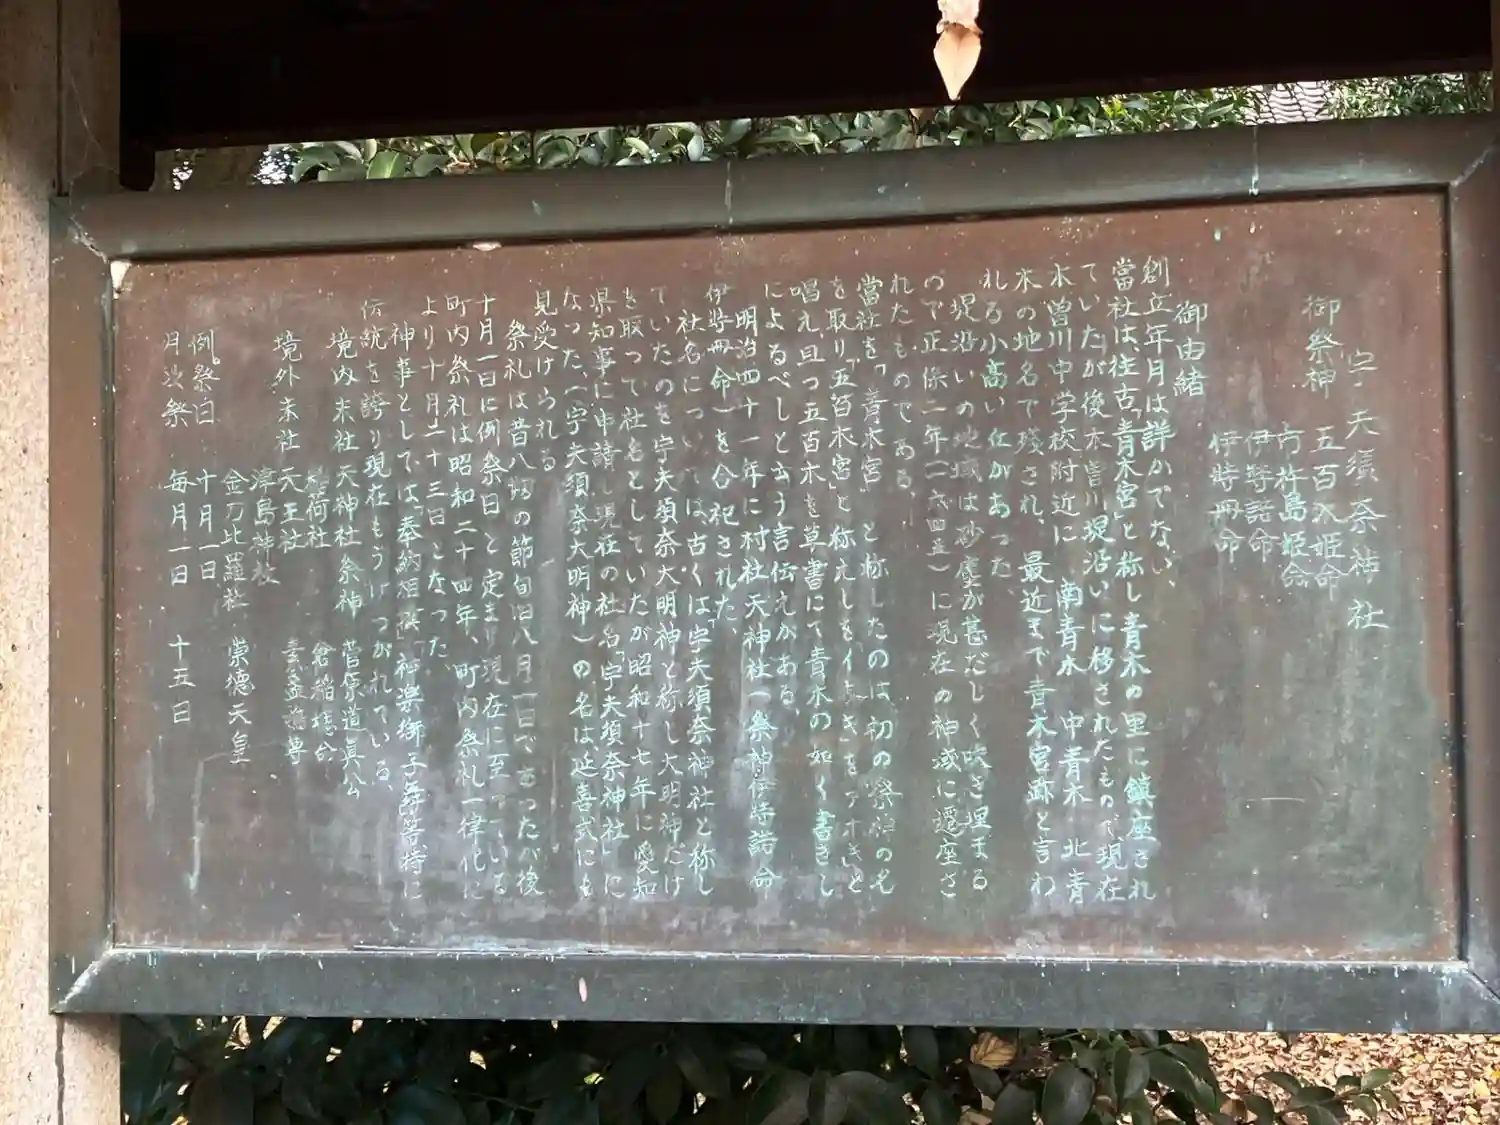 宇夫須奈神社
御祭神 五百入姫命
市杵島姫命
伊弉諾命
伊弉冊命
御由緒
創立年月は詳かでない、
當社は、往古「青木宮」と称し青木の里に鎮座され
ていたが後木曽川堤沿いに移されたもので現在
木曽川中学校附近に 南青木 中青木 北青
木の地名で残され、最近まで青木宮跡と言わ
れる小高い丘があった
堤沿いの地域は砂塵が甚だしく吹き埋まる
ので正保二年(一六四五)に現在の神域に遷座さ
れたものである、
當社を「青木宮」と称したのは、初の祭神の名
を取り「五百木宮」と称えしを「イホキ」を「アオキ」と
唱え、且つ五百木を草書にて青木の如く書きし
によるべしと云う言伝えがある、
明治四十一年に村社天神社(祭神伊弉諾命
伊弉冊命)を合祀された、
社名については、古くは「宇夫須奈神社」と称し
ていたのを宇夫須奈大明神と称し大明神だけ
を取って社名としていたが昭和十七年に愛知
県知事に申請し現在の社名「宇夫須奈神社」に
なった、(宇夫須奈大明神)の名は、延喜式にも
見受けられる
祭礼は昔八朔の節旬旧八月一日であったが後
十月一日に例祭日と定まり現在に至っている
町内祭礼は昭和二十四年、町内祭礼一律化に
より十月二十三日となった、
神事としては、「奉納相撲」「神楽獅子舞等特に
伝統を誇り現在もうけつがれている、
境内末社 天神社 祭神 菅原道真公
稲荷社 倉稲魂命
天王社
境外末社 津島神社
金刀比羅社 崇徳天皇
例祭日 十月一日
月次祭 毎月一日 十五日